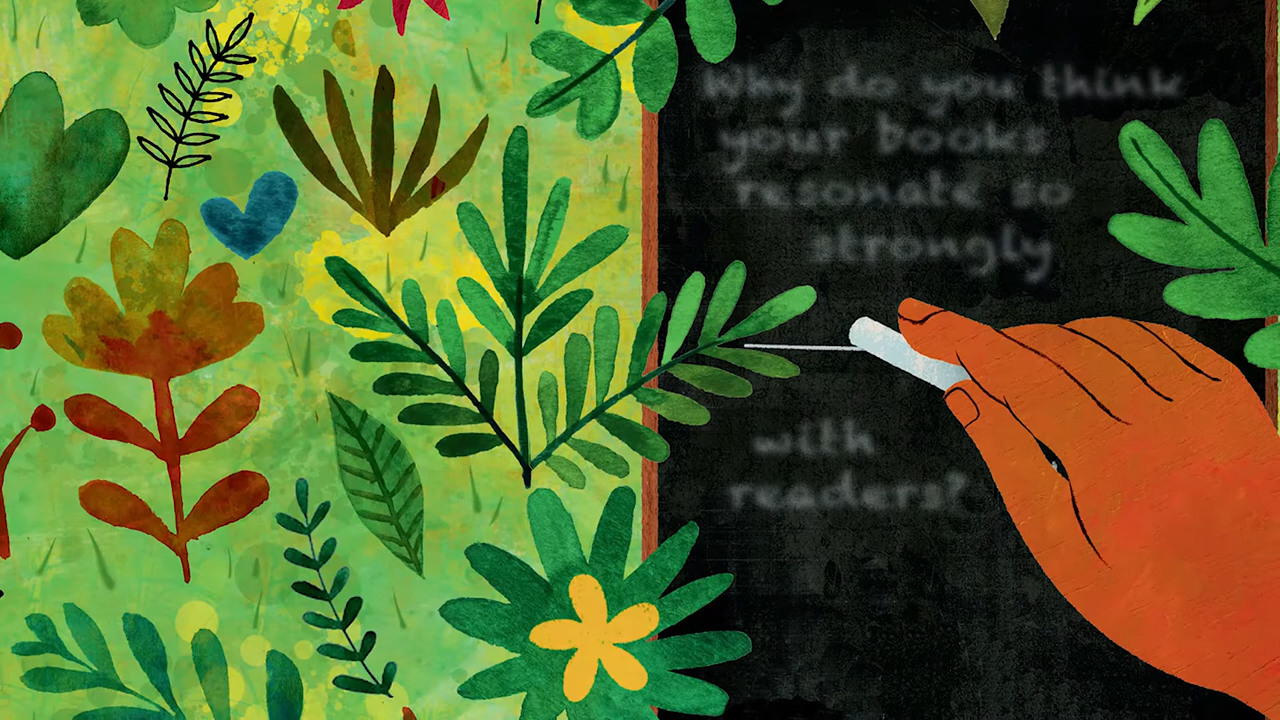 Why do you think
your books
resonate so
strongly
with
readers?